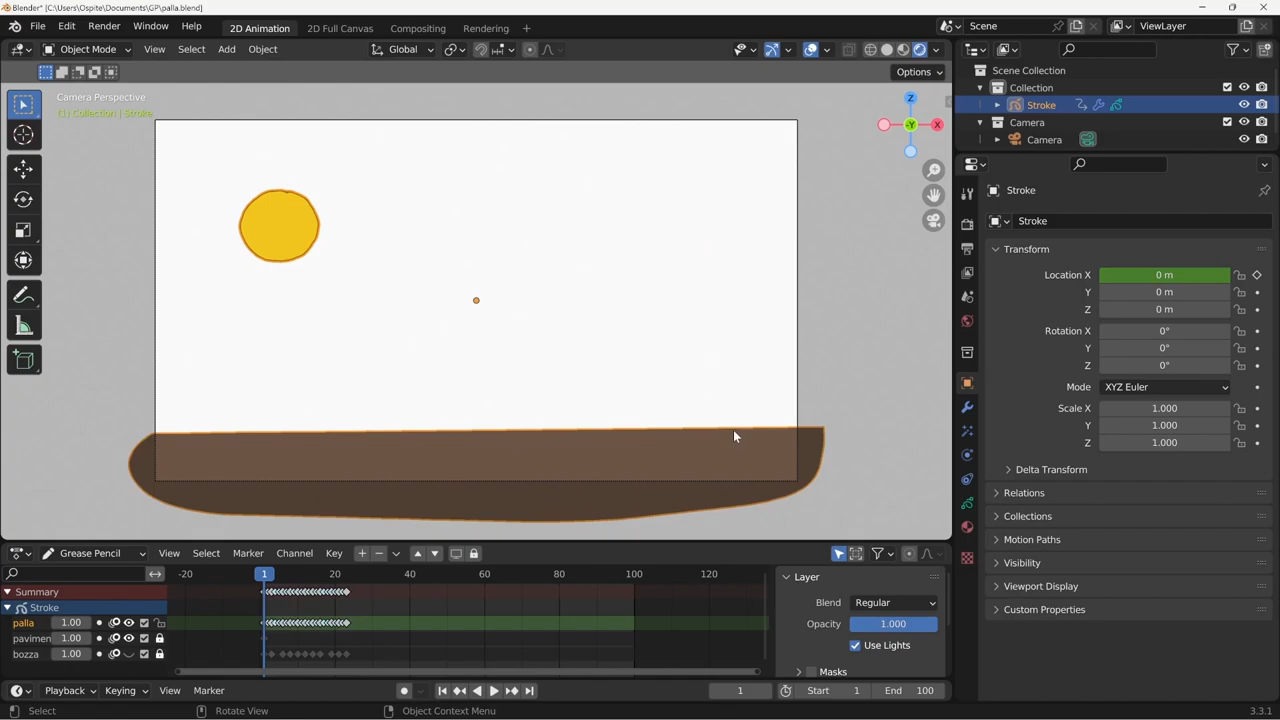 Blender* [C:\Users\Ospite\Documents\GP\palla.blend]
File Edit Render Window Help 2D Animation 2D Full Canvas Compositing Rendering + Scene ViewLayer
Object Mode View Select Add Object Global
Options
Camera Perspective
(1) Collection | Stroke
Z
-Y
X
Scene Collection
Collection
Stroke
Camera
Camera
Stroke
Stroke
Transform
Location X 0 m
Y 0 m
Z 0 m
Rotation X 0°
Y 0°
Z 0°
Mode XYZ Euler
Scale X 1.000
Y 1.000
Z 1.000
Delta Transform
Relations
Collections
Motion Paths
Visibility
Viewport Display
Custom Properties
Grease Pencil View Select Marker Channel Key
-20 1 20 40 60 80 100 120
Summary
Stroke
palla 1.00
pavimen 1.00
bozza 1.00
Layer
Blend Regular
Opacity 1.000
Use Lights
Masks
Playback Keying View Marker 1 Start 1 End 100
Select Rotate View Object Context Menu 3.3.1